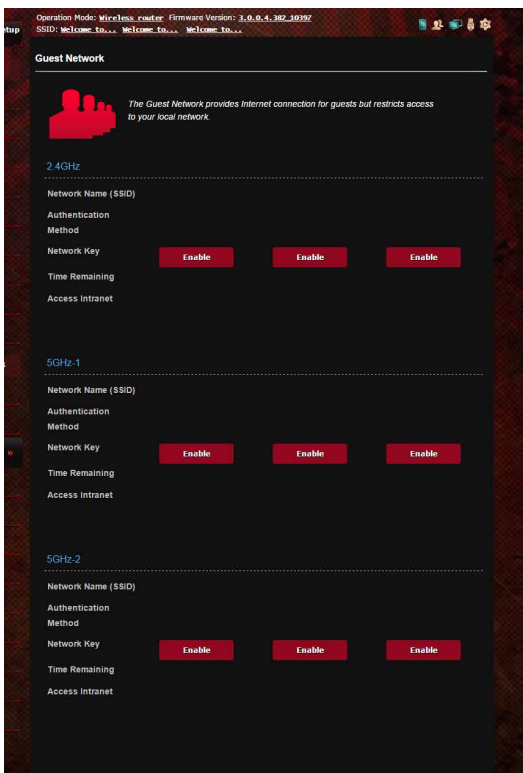 Operation Mode: Wireless router Firmware Version: 3.0.0.4.382_10397
SSID: Welcome to... Welcome to... Welcome to...
Guest Network
The Guest Network provides Internet connection for guests but restricts access
to your local network.
2.4GHz
Network Name (SSID)
Authentication
Method
Network Key Enable Enable Enable
Time Remaining
Access Intranet
5GHz-1
Network Name (SSID)
Authentication
Method
Network Key Enable Enable Enable
Time Remaining
Access Intranet
5GHz-2
Network Name (SSID)
Authentication
Method
Network Key Enable Enable Enable
Time Remaining
Access Intranet